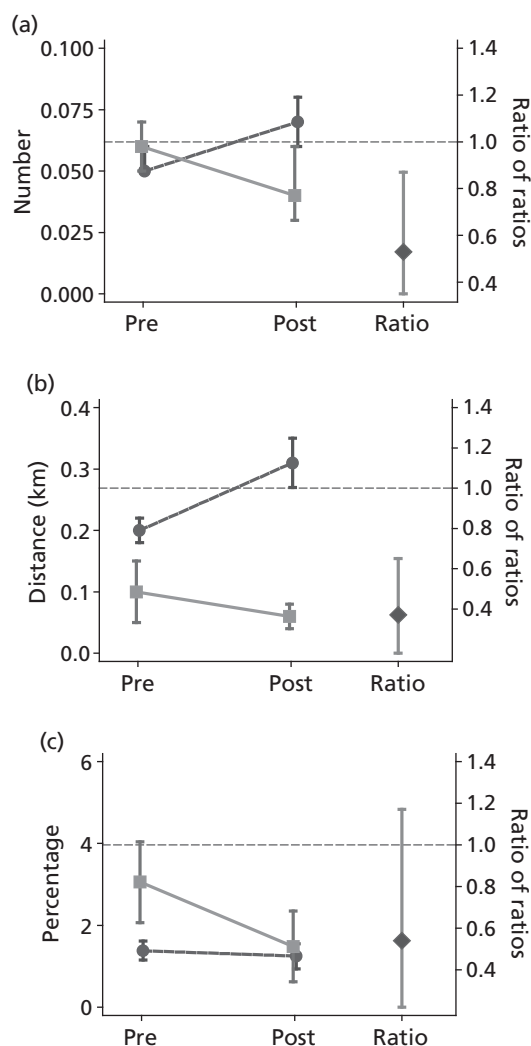 (a)
0.100
0.075
0.050
0.025
0.000
Number
1.4
1.2
1.0
0.8
0.6
0.4
Ratio of ratios
Pre Post Ratio
(b)
0.4
0.3
0.2
0.1
0.0
Distance (km)
1.4
1.2
1.0
0.8
0.6
0.4
Ratio of ratios
Pre Post Ratio
(c)
6
4
2
0
Percentage
1.4
1.2
1.0
0.8
0.6
0.4
Ratio of ratios
Pre Post Ratio